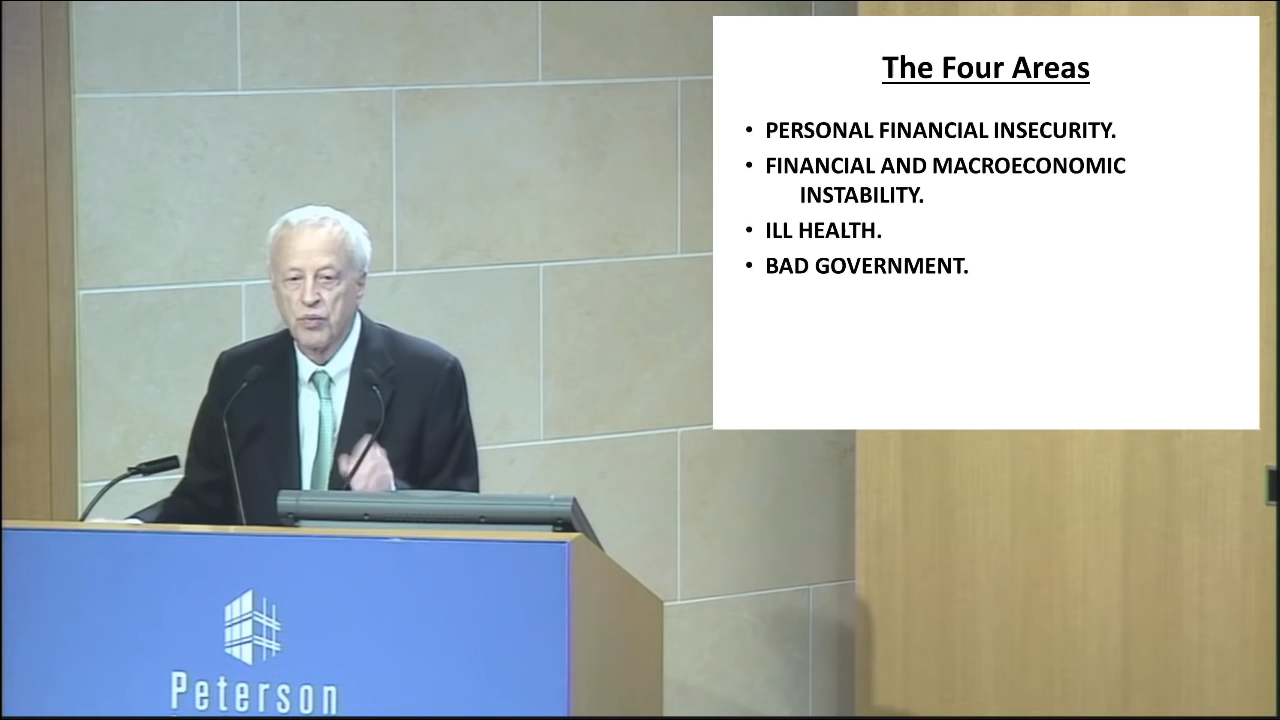 The Four Areas
• PERSONAL FINANCIAL INSECURITY.
• FINANCIAL AND MACROECONOMIC
INSTABILITY.
• ILL HEALTH.
• BAD GOVERNMENT.
Peterson